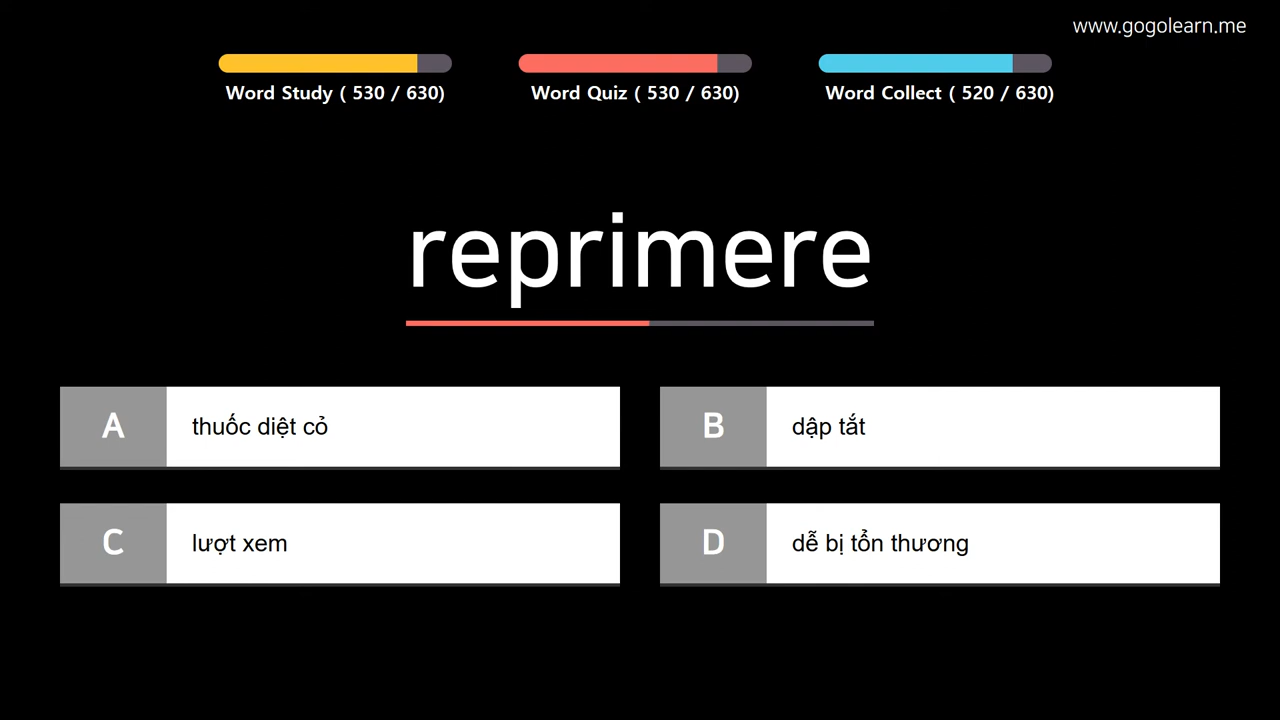 www.gogolearn.me
Word Study ( 530 / 630)
Word Quiz ( 530 / 630)
Word Collect ( 520 / 630)
reprimere
A thuốc diệt cỏ
B dập tắt
C lượt xem
D dễ bị tổn thương